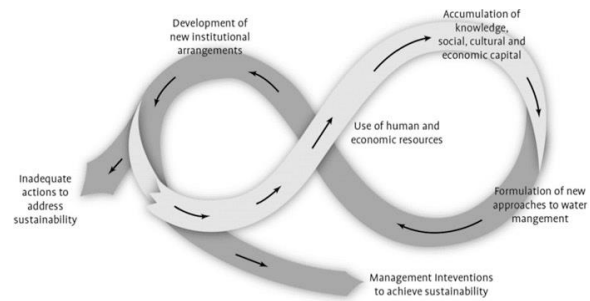 Development of
new institutional
arrangements
Accumulation of
knowledge,
social, cultural and
economic capital
Use of human and
economic resources
Inadequate
actions to
address
sustainability
Formulation of new
approaches to water
mangement
Management Inteventions
to achieve sustainability